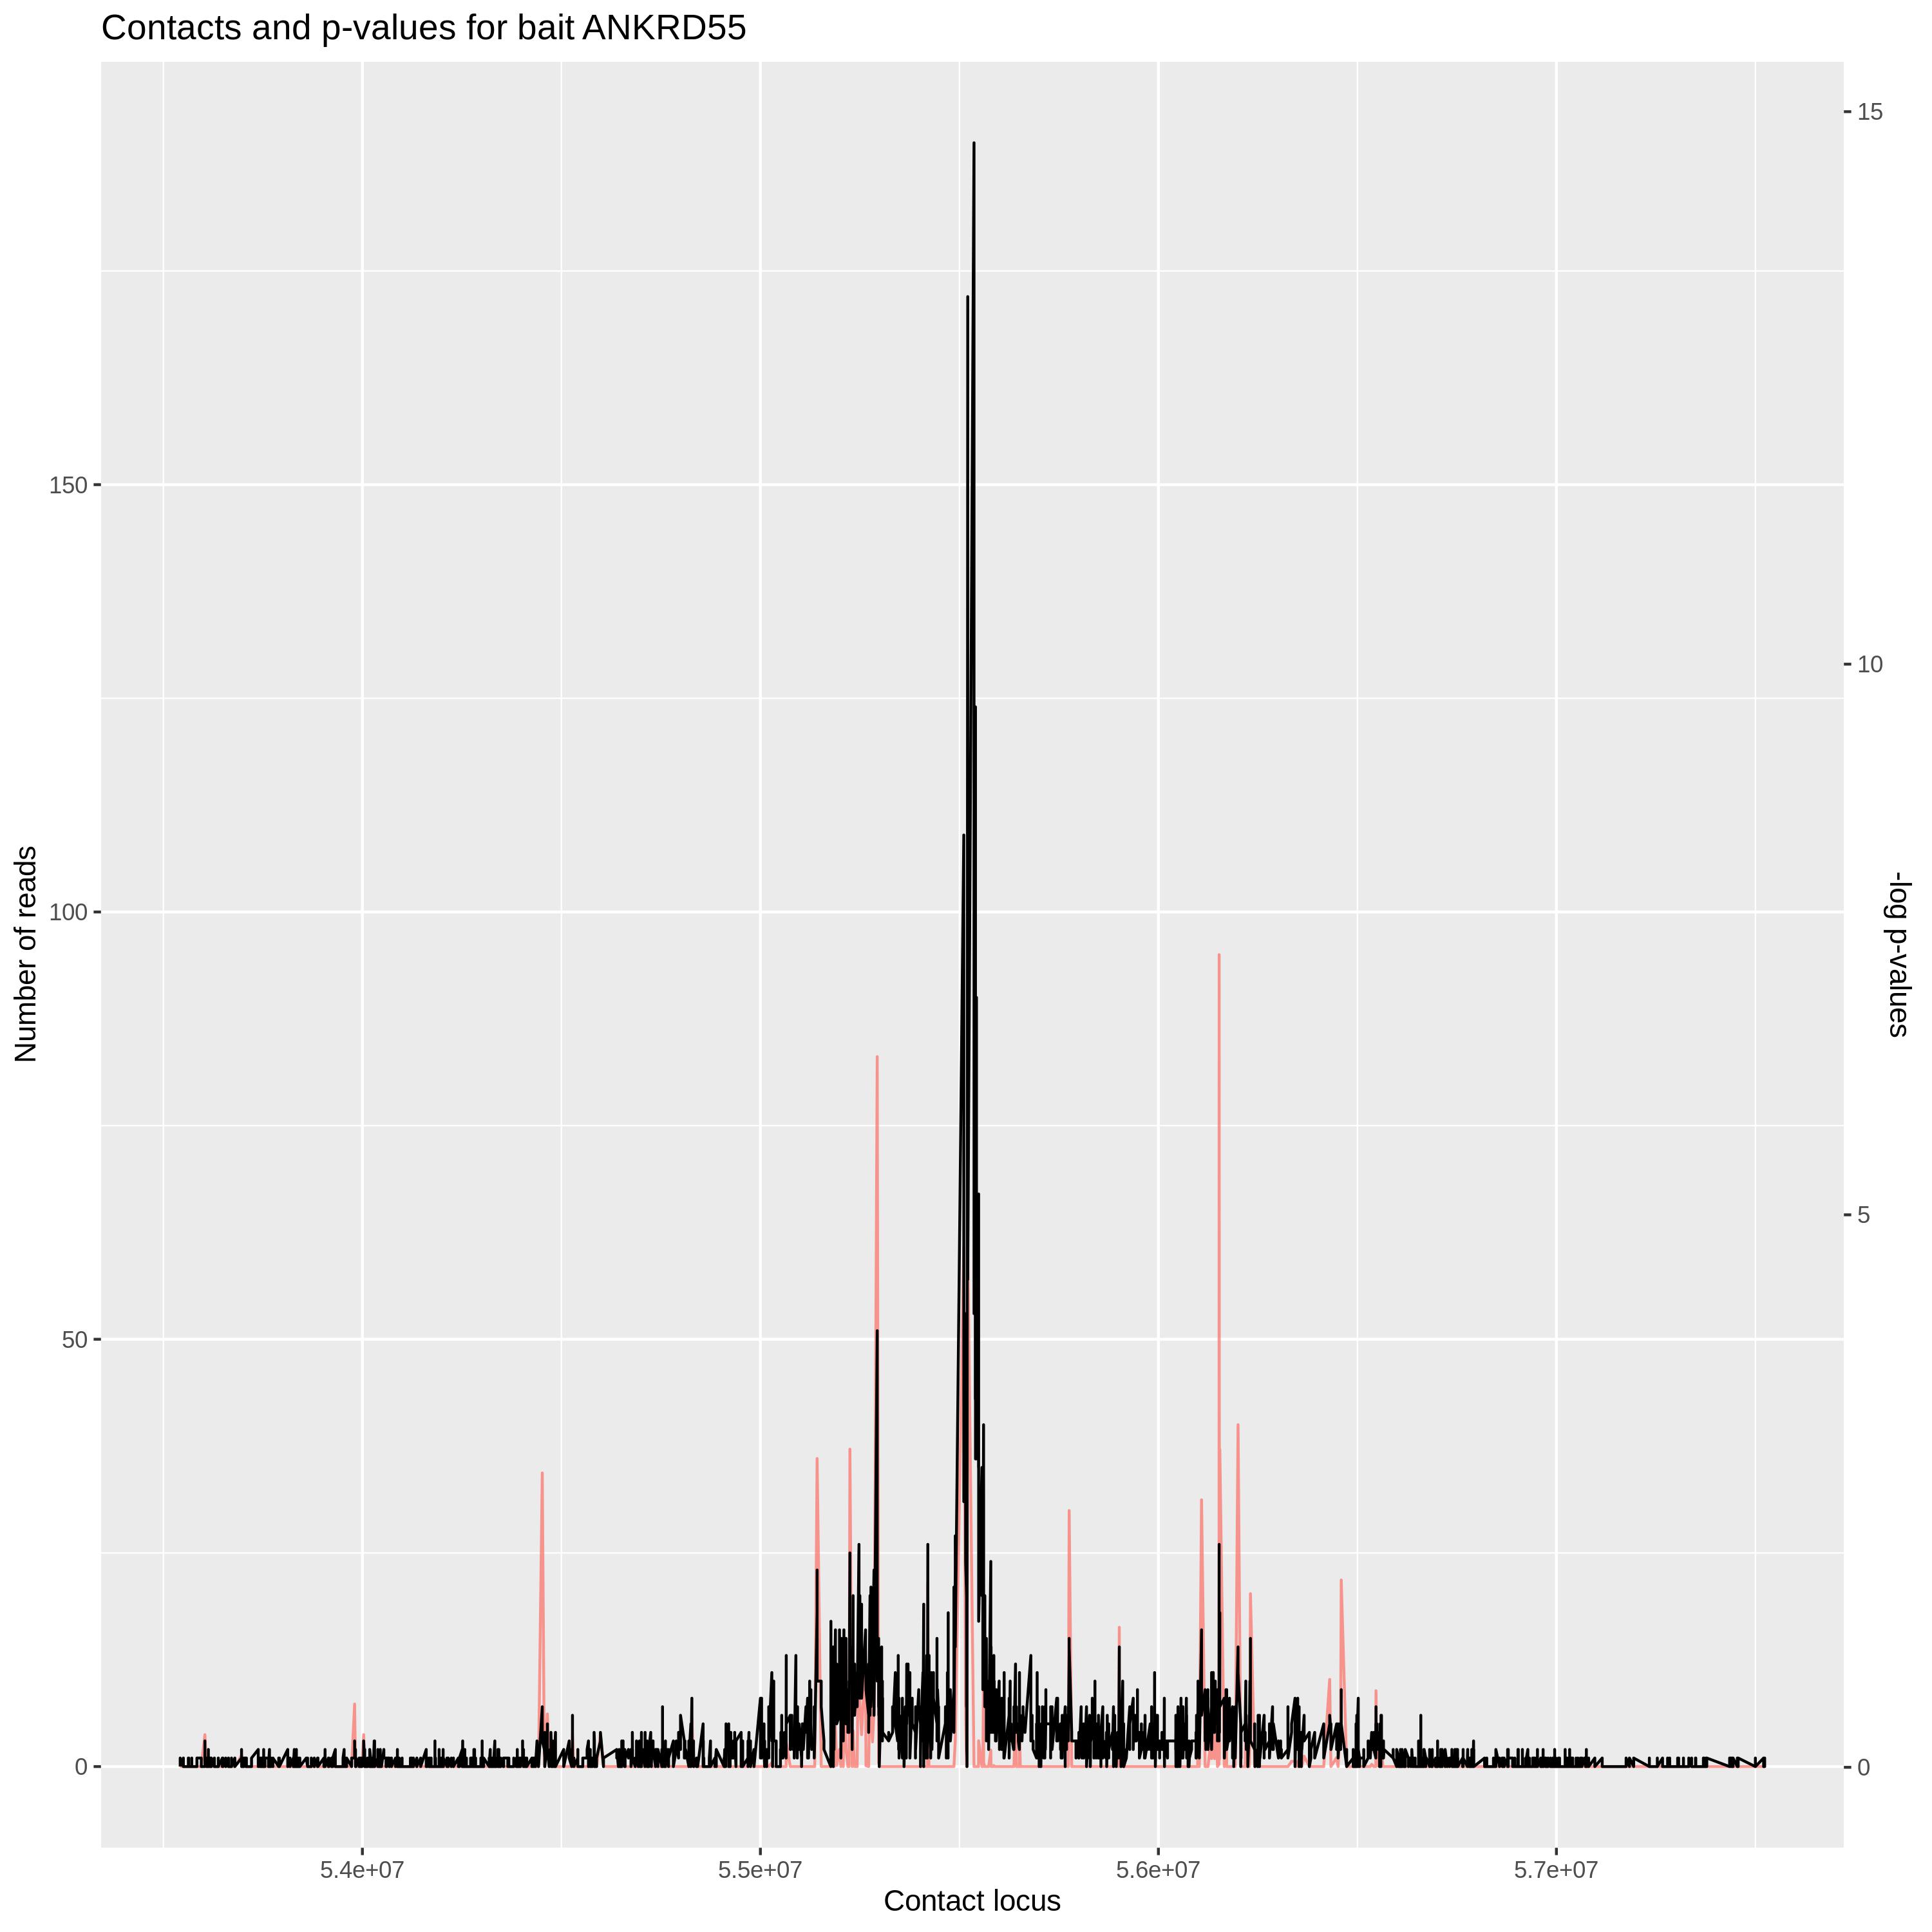 Contacts and p-values for bait ANKRD55
15
150
10
Number of reads
100
-log p-values
5
50
0
0
5.4e+07
5.5e+07
5.6e+07
5.7e+07
Contact locus